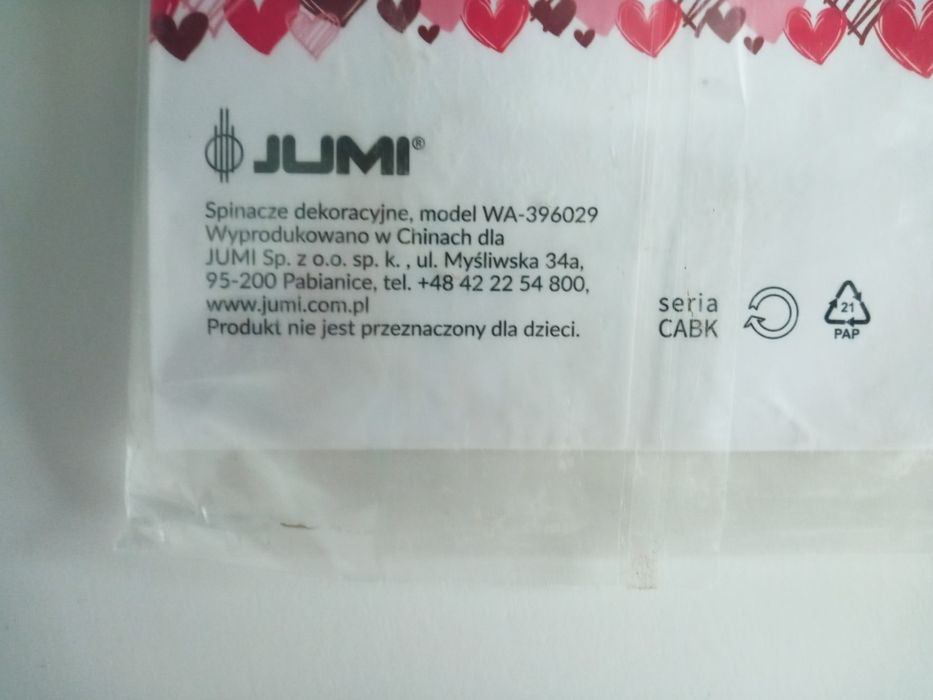 JUMI®
Spinacze dekoracyjne, model WA-396029
Wyprodukowano w Chinach dla
JUMI Sp. z o.o. sp. k. , ul. Myśliwska 34a,
95-200 Pabianice, tel. +48 42 22 54 800,
www.jumi.com.pl
Produkt nie jest przeznaczony dla dzieci.
seria
CABK
21
PAP